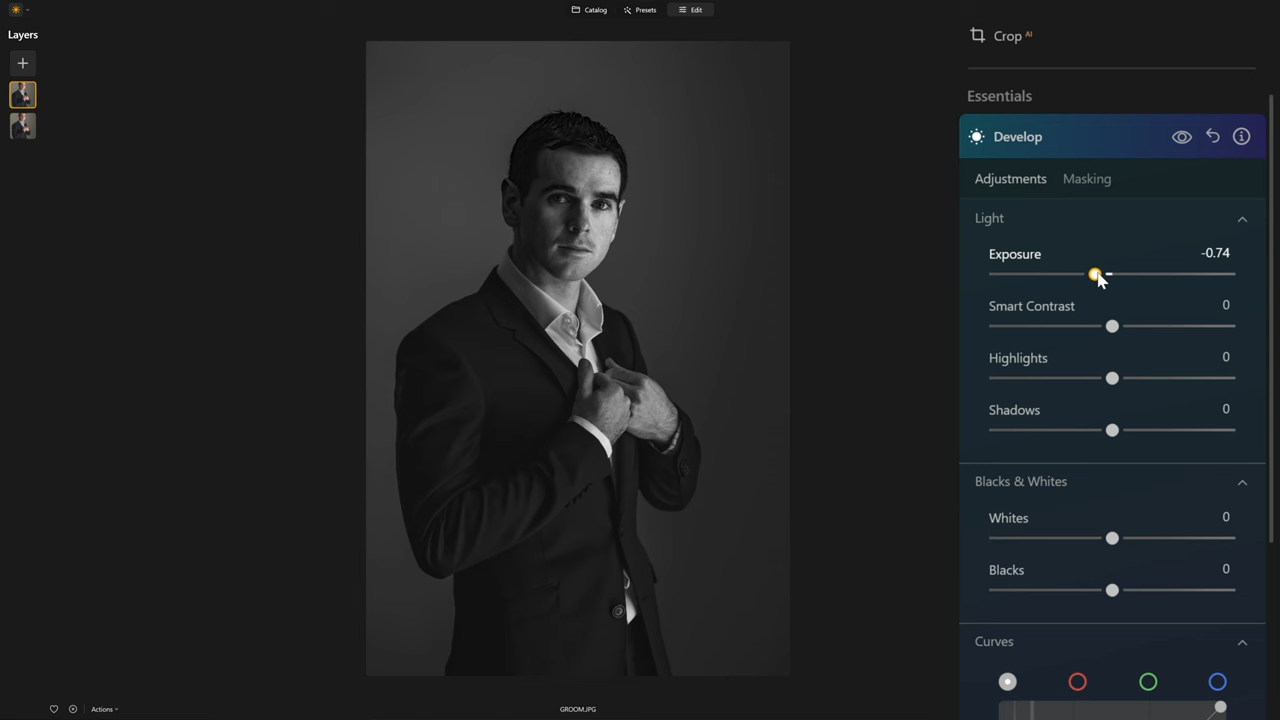 Catalog
Presets
Edit
Layers
Crop AI
Essentials
Develop
Adjustments Masking
Light
Exposure -0.74
Smart Contrast 0
Highlights 0
Shadows 0
Blacks & Whites
Whites 0
Blacks 0
Curves
Actions
GROOM.JPG